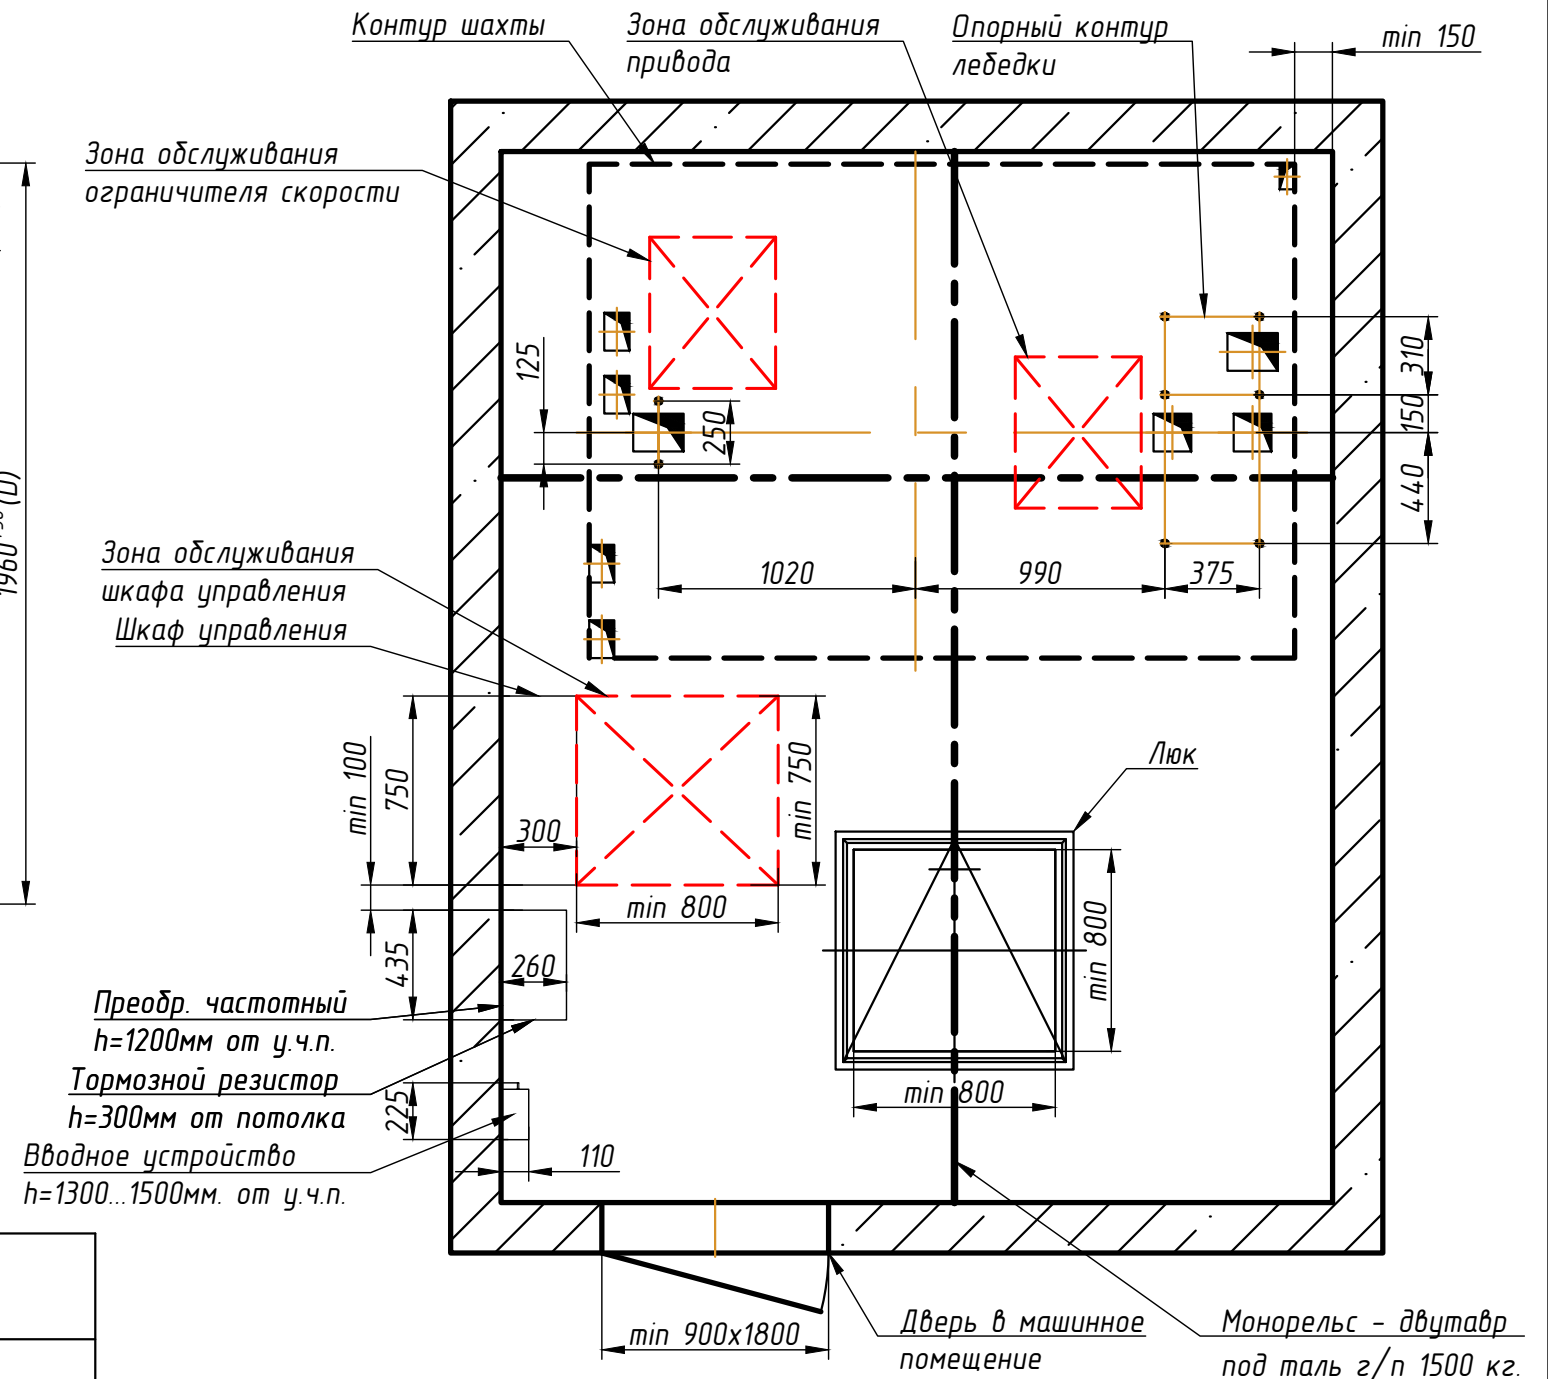 Контур шахты
Зона обслуживания
привода
Опорный контур
лебедки
min 150
Зона обслуживания
ограничителя скорости
125
250
310
150
440
1960
(D)
Зона обслуживания
шкафа управления
Шкаф управления
1020
990
375
min 100
750
300
min 750
min 800
Люк
min 800
min 800
435
260
Преобр. частотный
h=1200мм от у.ч.п.
Тормозной резистор
h=300мм от потолка
225
Вводное устройство
h=1300...1500мм. от у.ч.п.
110
min 900х1800
Дверь в машинное
помещение
Монорельс - двутавр
под таль г/п 1500 кг.